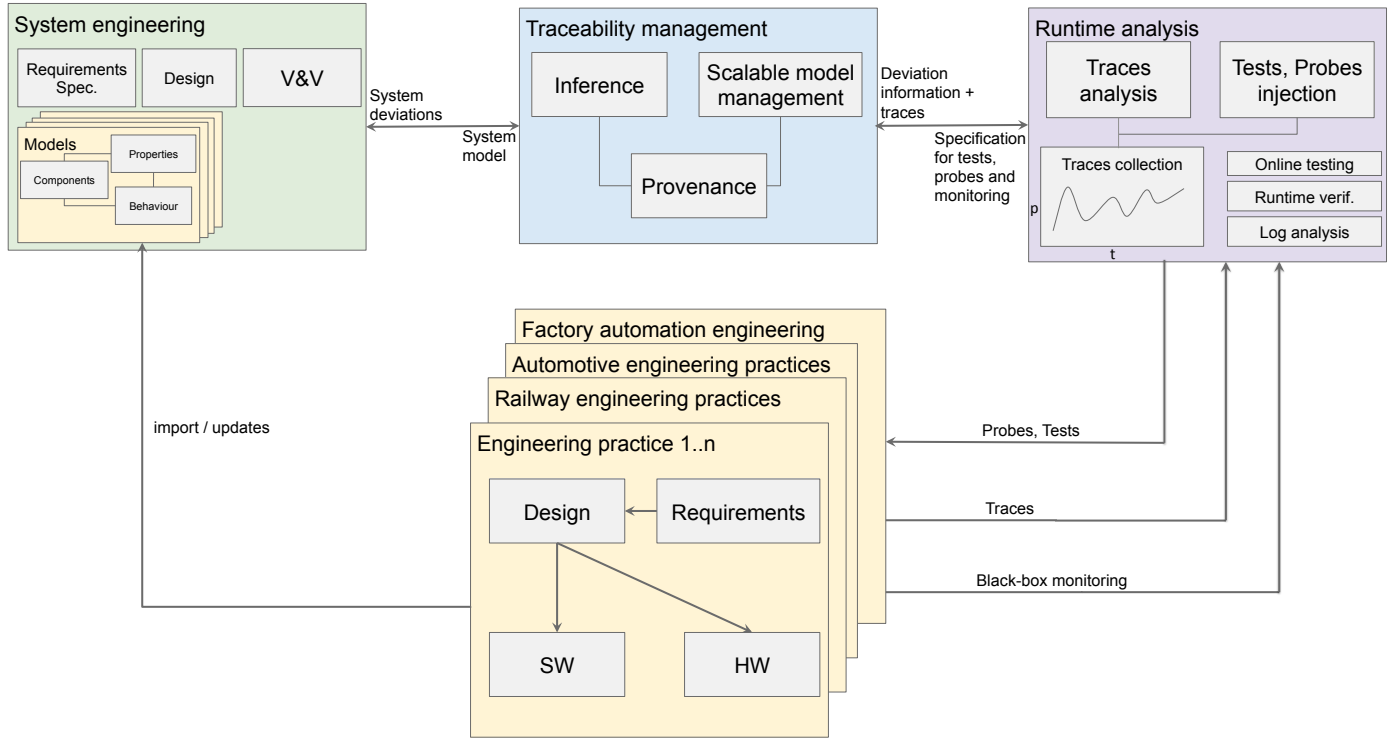 System engineering
Requirements
Spec.
Design
V&V
Models
Properties
Components
Behaviour
System
deviations
System
model
Traceability management
Inference
Scalable model
management
Provenance
Deviation
information +
traces
Specification
for tests,
probes and
monitoring
Runtime analysis
Traces
analysis
Tests, Probes
injection
Traces collection
p
t
Online testing
Runtime verif.
Log analysis
import / updates
Factory automation engineering
Automotive engineering practices
Railway engineering practices
Engineering practice 1..n
Design
Requirements
SW
HW
Probes, Tests
Traces
Black-box monitoring